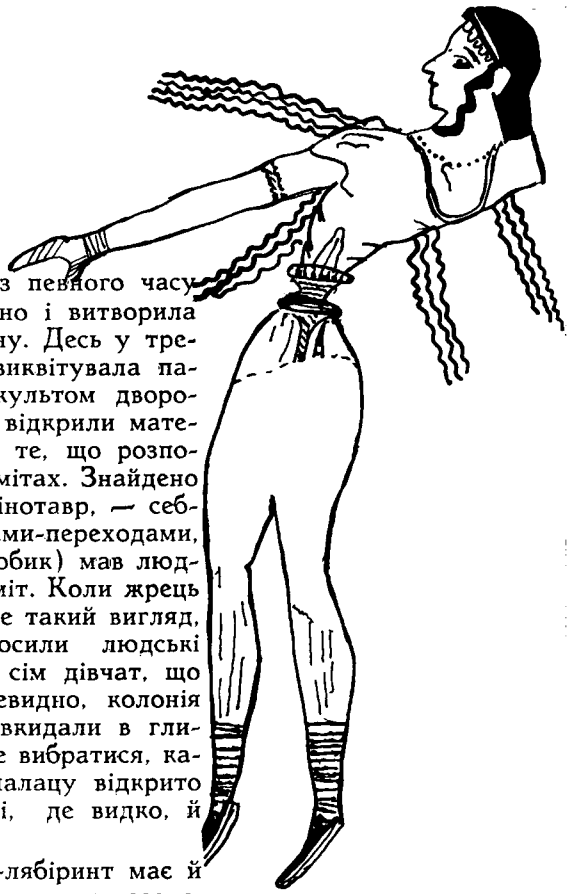 з певного часу
но і витворила
ну. Десь у тре-
виквітувала па-
культом дворо-
відкрили мате-
те, що розпо-
мітах. Знайдено
інотавр, — себ-
ами-переходами,
обик) мав люд-
міт. Коли жрець
е такий вигляд,
осили людські
сім дівчат, що
евидно, колонія
вкидали в гли-
е вибратися, ка-
палацу відкрито
і, де видко, й
-лябіринт має й